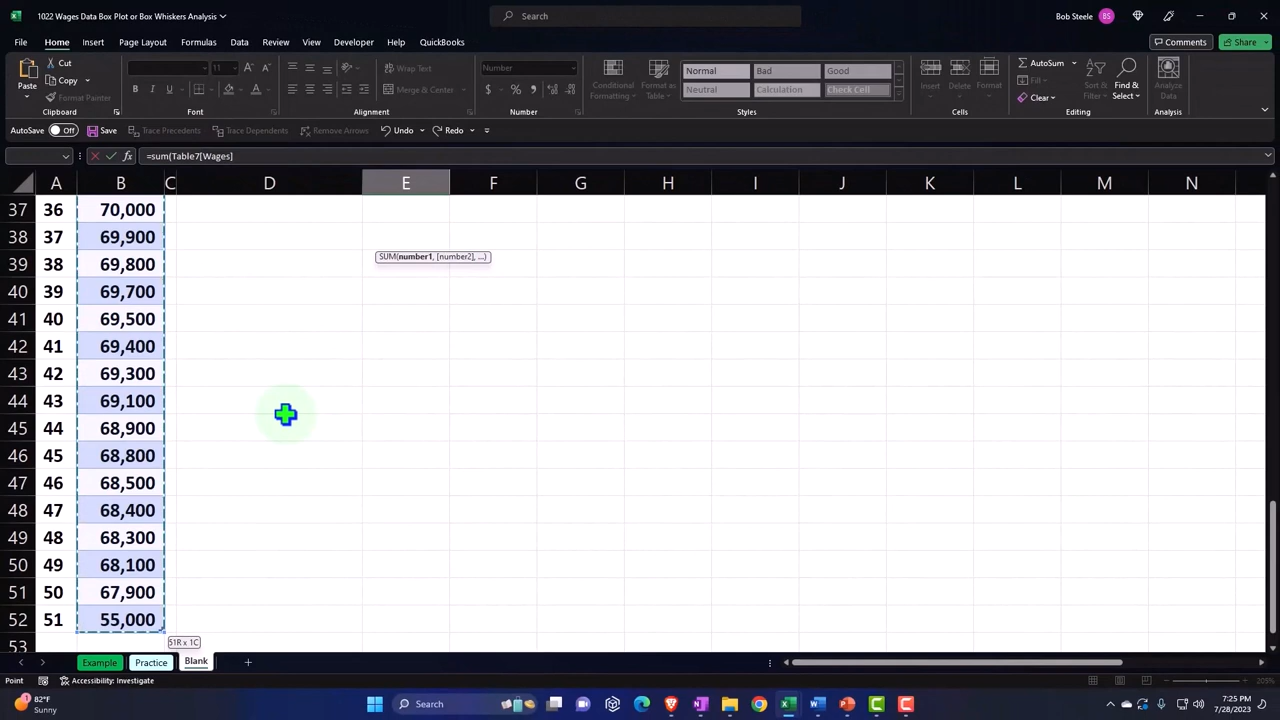 1022 Wages Data Box Plot or Box Whiskers Analysis
Search
Bob Steele BS
File Home Insert Page Layout Formulas Data Review View Developer Help QuickBooks
Comments Share
Paste
Cut
Copy
Format Painter
11
Wrap Text
Merge & Center
Number
Conditional Formatting
Format as Table
Normal Bad Good
Neutral Calculation Check Cell
Insert Delete Format
AutoSum
Fill
Clear
Sort & Filter
Find & Select
Analyze Data
Clipboard Font Alignment Number Styles Cells Editing Analysis
AutoSave Off Save Trace Precedents Trace Dependents Remove Arrows Undo Redo
=sum(Table7[Wages]
A B C D E F G H I J K L M N
37 36 70,000
38 37 69,900
39 38 69,800
SUM(number1, [number2], ...)
40 39 69,700
41 40 69,500
42 41 69,400
43 42 69,300
44 43 69,100
45 44 68,900
46 45 68,800
47 46 68,500
48 47 68,400
49 48 68,300
50 49 68,100
51 50 67,900
52 51 55,000
53
51R x 1C
Example Practice Blank
Point Accessibility: Investigate
205%
1
82°F
Sunny
Search
7:25 PM
7/28/2023